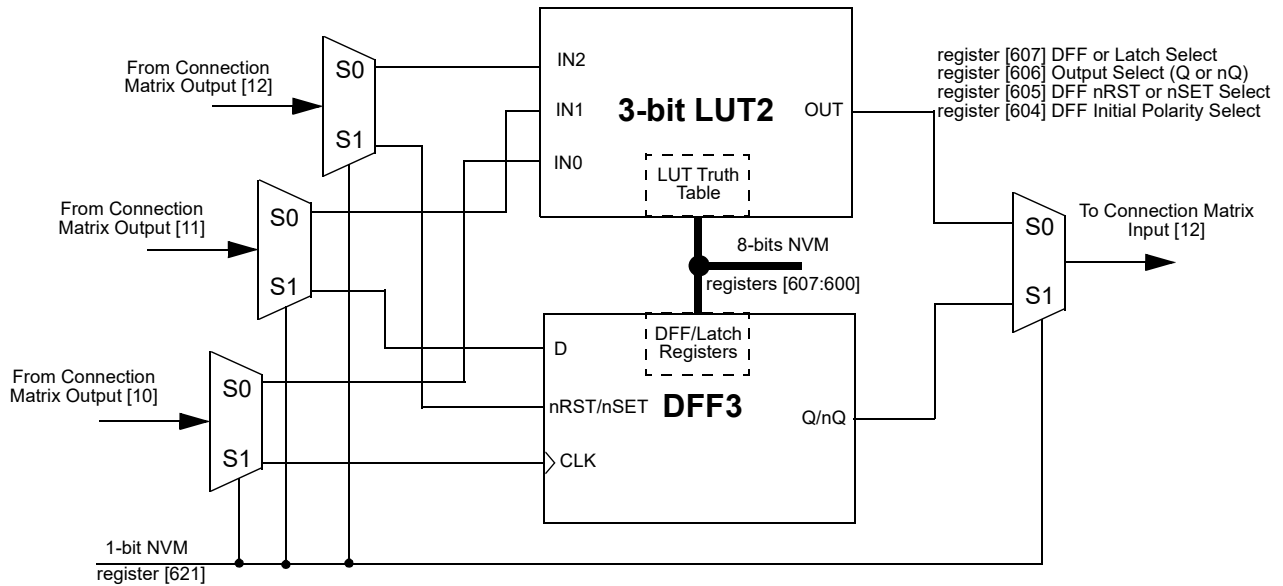 From Connection
Matrix Output [12]
S0
S1
From Connection
Matrix Output [11]
S0
S1
From Connection
Matrix Output [10]
S0
S1
1-bit NVM
register [621]
IN2
IN1
IN0
3-bit LUT2
OUT
LUT Truth
Table
8-bits NVM
registers [607:600]
DFF/Latch
Registers
D
nRST/nSET
DFF3
CLK
Q/nQ
register [607] DFF or Latch Select
register [606] Output Select (Q or nQ)
register [605] DFF nRST or nSET Select
register [604] DFF Initial Polarity Select
S0
S1
To Connection Matrix
Input [12]